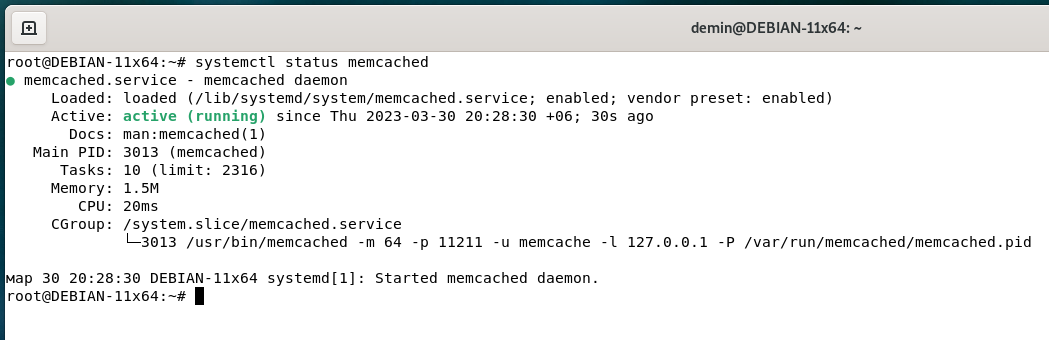 demin@DEBIAN-11x64: ~
root@DEBIAN-11x64:~# systemctl status memcached
● memcached.service - memcached daemon
     Loaded: loaded (/lib/systemd/system/memcached.service; enabled; vendor preset: enabled)
     Active: active (running) since Thu 2023-03-30 20:28:30 +06; 30s ago
       Docs: man:memcached(1)
   Main PID: 3013 (memcached)
      Tasks: 10 (limit: 2316)
     Memory: 1.5M
        CPU: 20ms
     CGroup: /system.slice/memcached.service
             └─3013 /usr/bin/memcached -m 64 -p 11211 -u memcache -l 127.0.0.1 -P /var/run/memcached/memcached.pid
мар 30 20:28:30 DEBIAN-11x64 systemd[1]: Started memcached daemon.
root@DEBIAN-11x64:~#